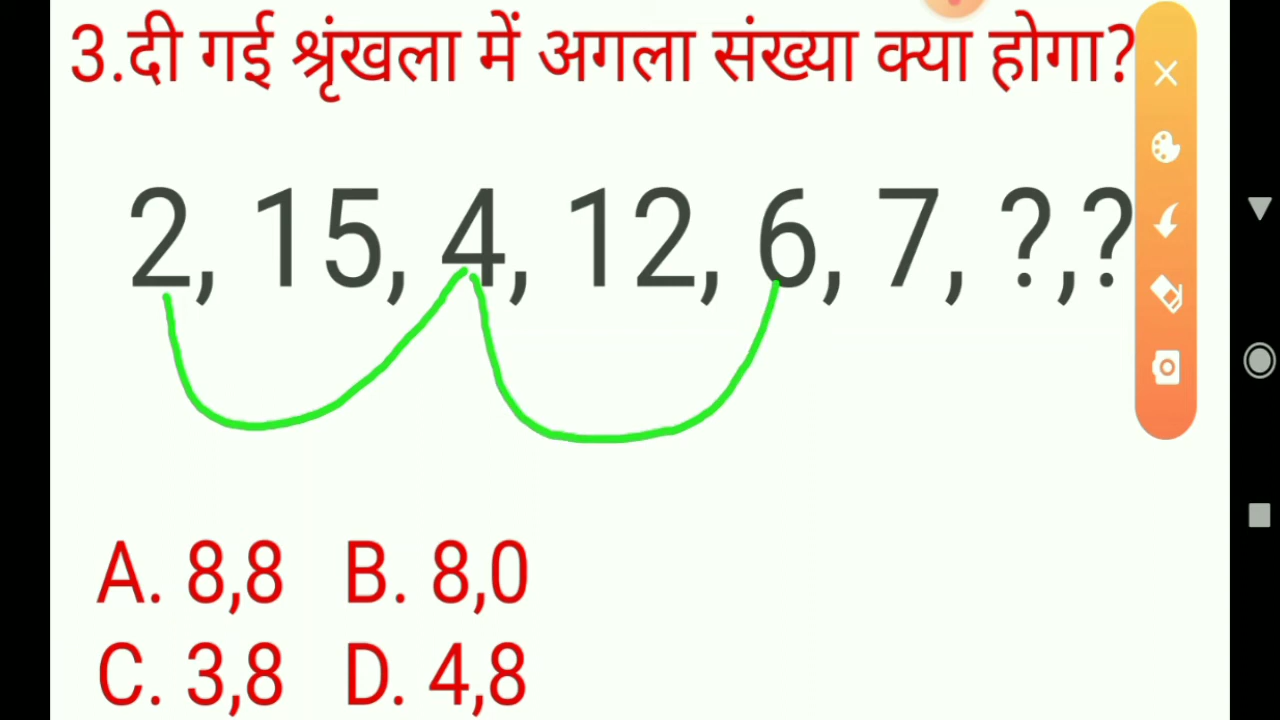 3.दी गई श्रृंखला में अगला संख्या क्या होगा?
2, 15, 4, 12, 6, 7, ?,?
A. 8,8 B. 8,0
C. 3,8 D. 4,8